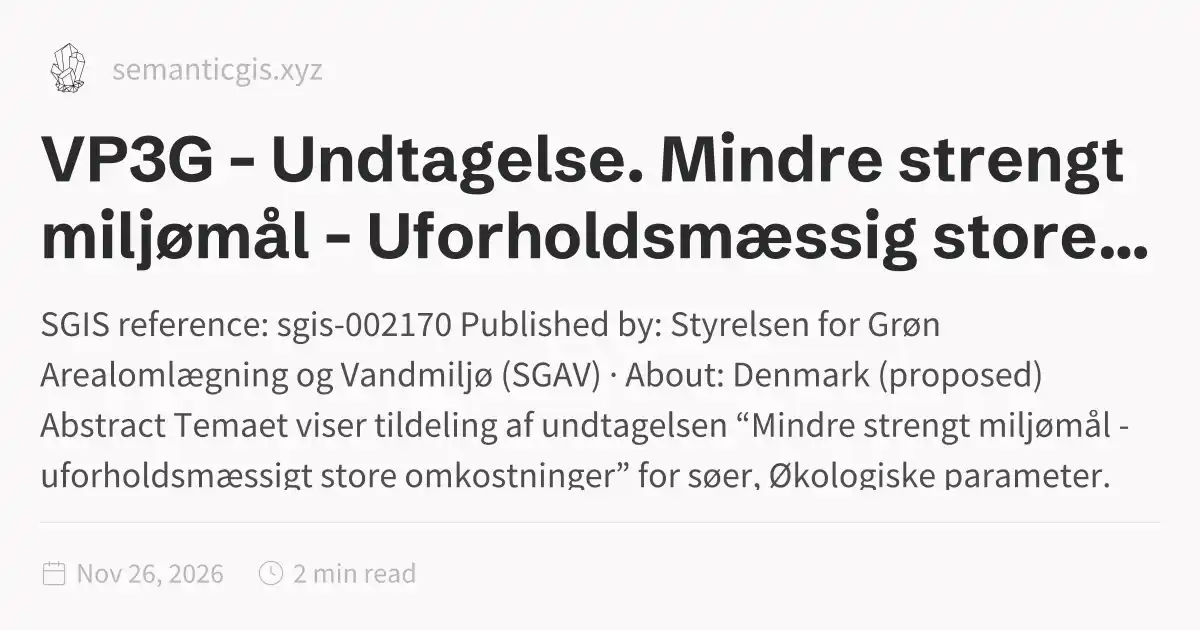 semanticgis.xyz
VP3G - Undtagelse. Mindre strengt
miljømål - Uforholdsmæssig store...
SGIS reference: sgis-002170 Published by: Styrelsen for Grøn
Arealomlægning og Vandmiljø (SGAV) · About: Denmark (proposed)
Abstract Temaet viser tildeling af undtagelsen “Mindre strengt miljømål -
uforholdsmæssigt store omkostninger” for søer, Økologiske parameter.
Nov 26, 2026
2 min read